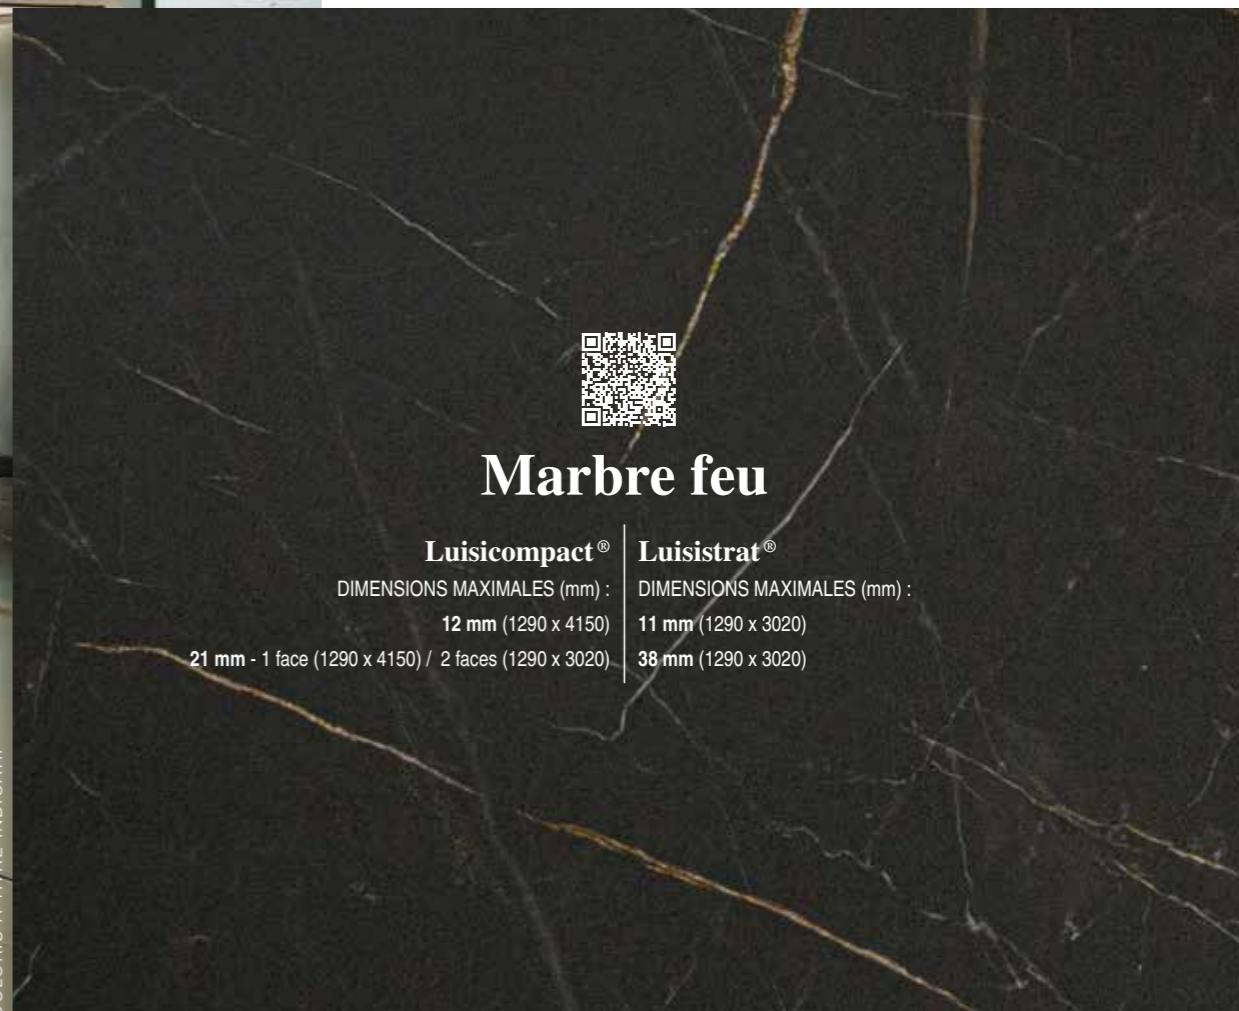 Marbre feu
Luisicompact®
DIMENSIONS MAXIMALES (mm) :
12 mm (1290 x 4150)
21 mm - 1 face (1290 x 4150) / 2 faces (1290 x 3020)
Luisistrat®
DIMENSIONS MAXIMALES (mm) :
11 mm (1290 x 3020)
38 mm (1290 x 3020)